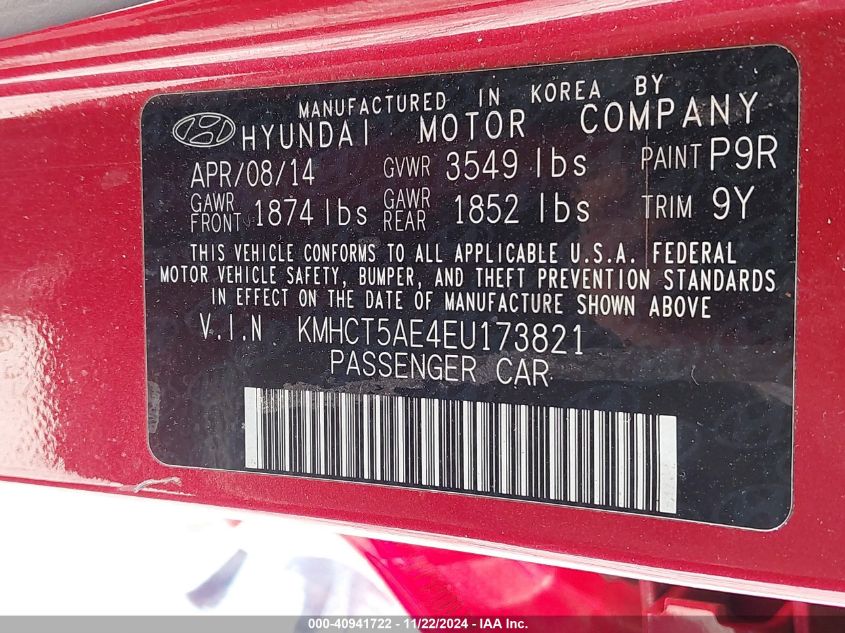 MANUFACTURED IN KOREA BY
HYUNDAI MOTOR COMPANY
APR/08/14 GVWR 3549 lbs PAINT P9R
GAWR FRONT 1874 lbs GAWR REAR 1852 lbs TRIM 9Y
THIS VEHICLE CONFORMS TO ALL APPLICABLE U.S.A. FEDERAL
MOTOR VEHICLE SAFETY, BUMPER, AND THEFT PREVENTION STANDARDS
IN EFFECT ON THE DATE OF MANUFACTURE SHOWN ABOVE
V.I.N KMHCT5AE4EU173821
PASSENGER CAR
000-40941722 - 11/22/2024 - IAA Inc.